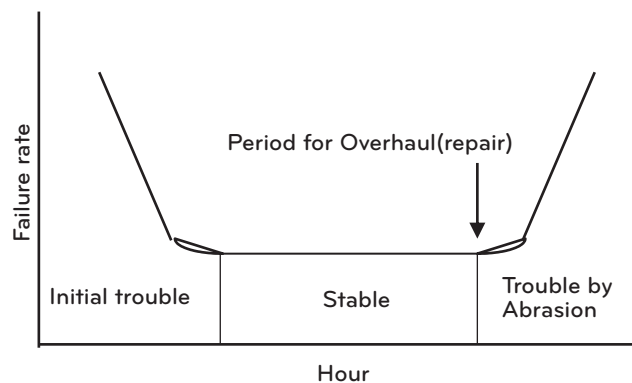 Failure rate
Period for Overhaul(repair)
Initial trouble
Stable
Trouble by
Abrasion
Hour